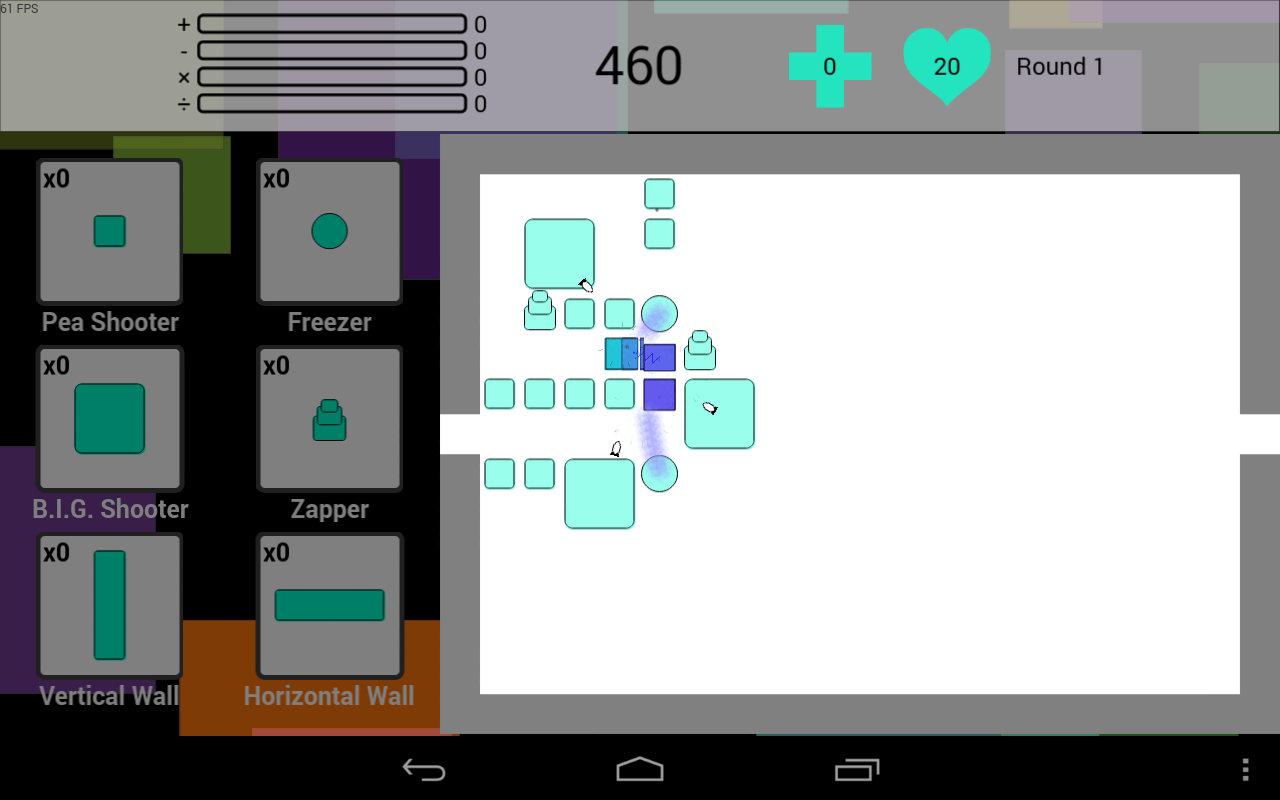 61 FPS
+ 0
- 0
× 0
÷ 0
460
0
20
Round 1
x0
Pea Shooter
x0
Freezer
x0
B.I.G. Shooter
x0
Zapper
x0
Vertical Wall
x0
Horizontal Wall